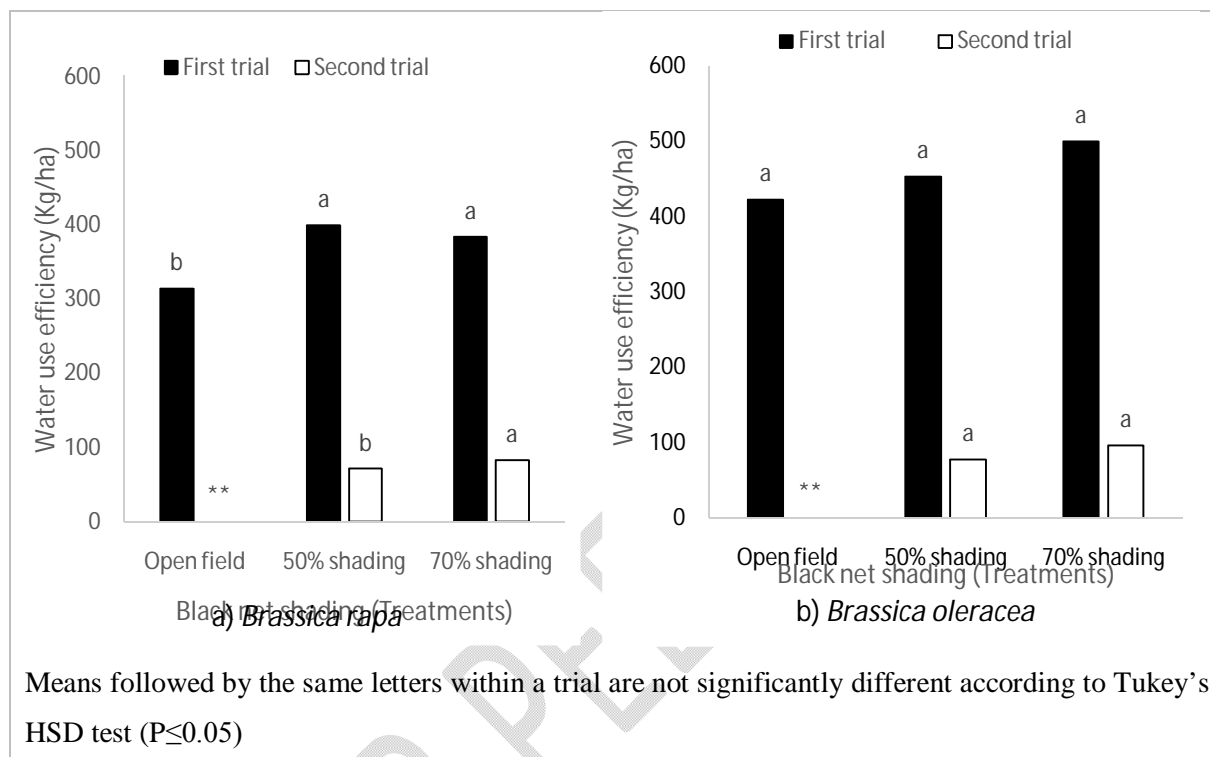 First trial Second trial
Water use efficiency (Kg/ha)
600
500
400
300
200
100
0
b
**
a
b
a
a
Open field 50% shading 70% shading
Black net shading (Treatments)
a) Brassica rapa
First trial Second trial
Water use efficiency (Kg/ha)
600
500
400
300
200
100
0
a
**
a
a
a
a
Open field 50% shading 70% shading
Black net shading (Treatments)
b) Brassica oleracea
Means followed by the same letters within a trial are not significantly different according to Tukey’s
HSD test (P≤0.05)